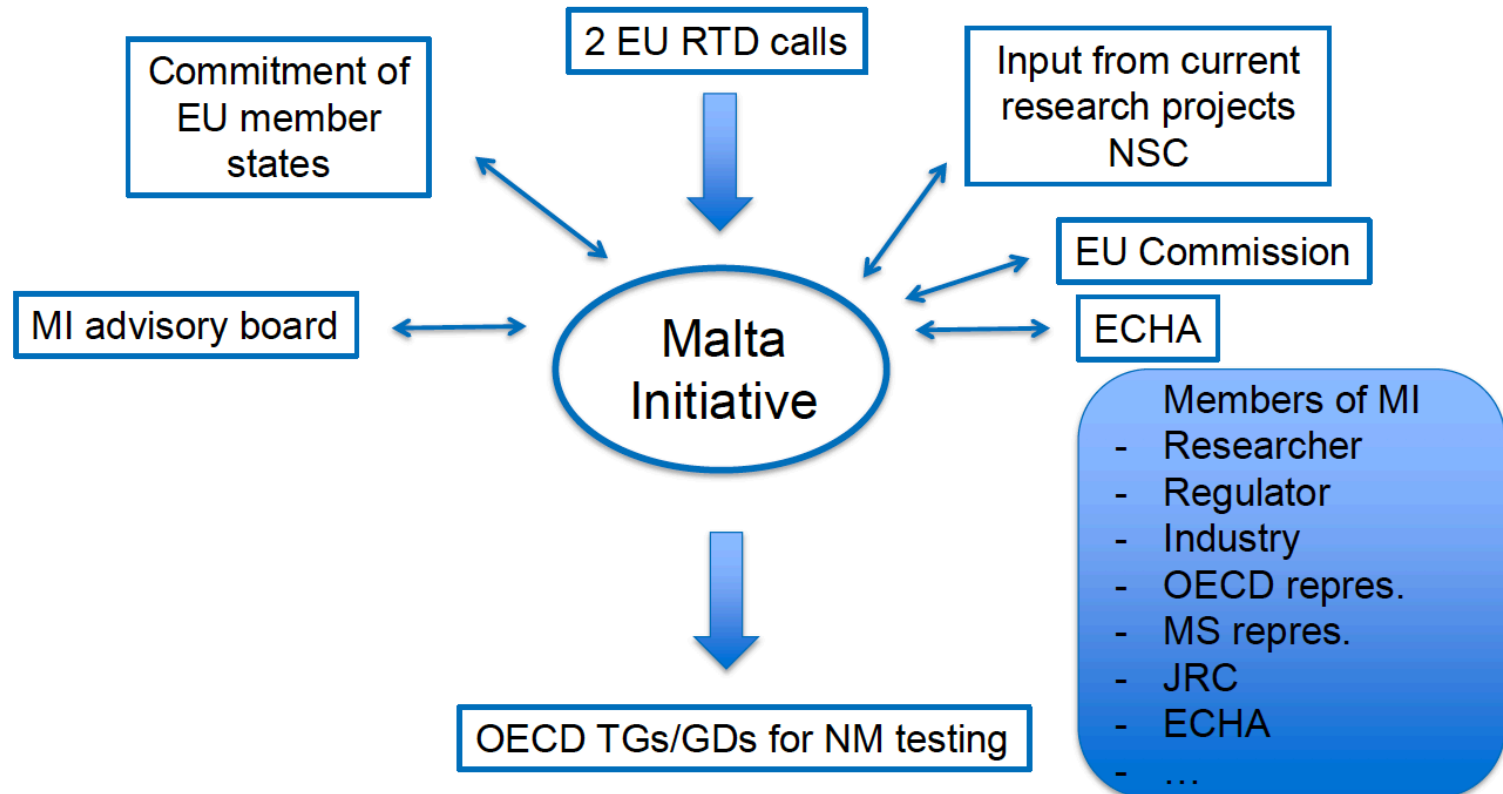 2 EU RTD calls
Commitment of
EU member
states
Input from current
research projects
NSC
EU Commission
MI advisory board
ECHA
Malta
Initiative
Members of MI
- Researcher
- Regulator
- Industry
- OECD repres.
- MS repres.
- JRC
- ECHA
- ...
OECD TGs/GDs for NM testing